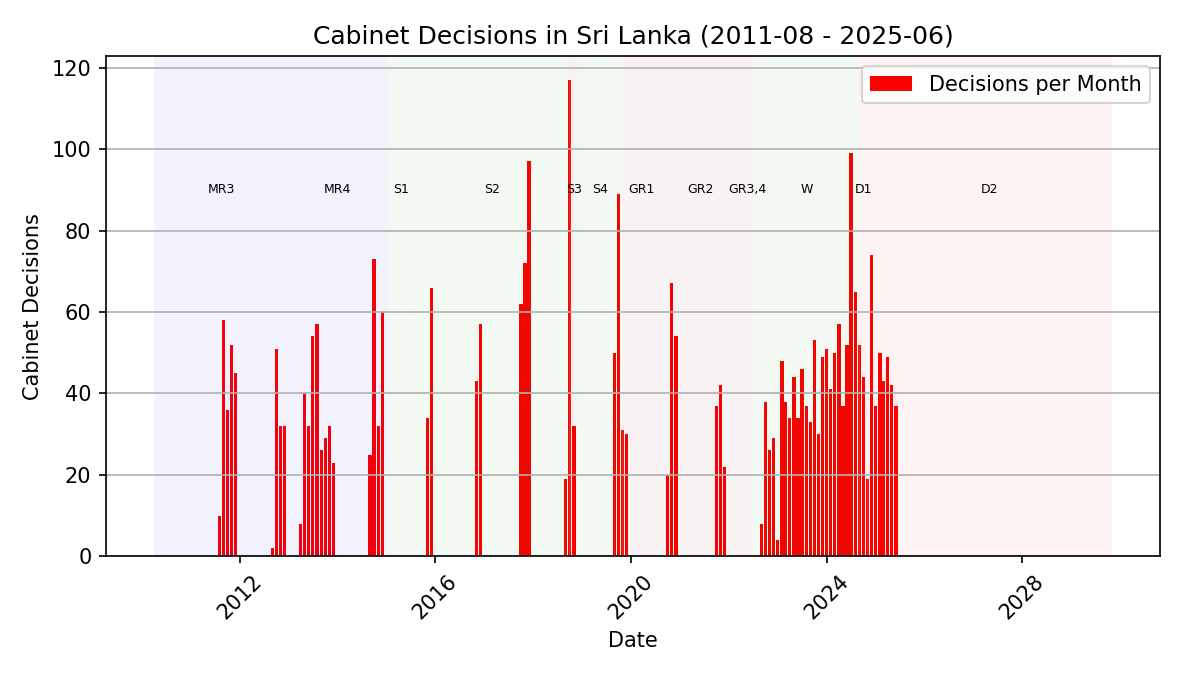 Cabinet Decisions in Sri Lanka (2011-08 - 2025-06)
Decisions per Month
120
100
80
60
40
20
0
Cabinet Decisions
MR3 MR4 S1 S2 S3 S4 GR1 GR2 GR3,4 W D1 D2
2012 2016 2020 2024 2028
Date